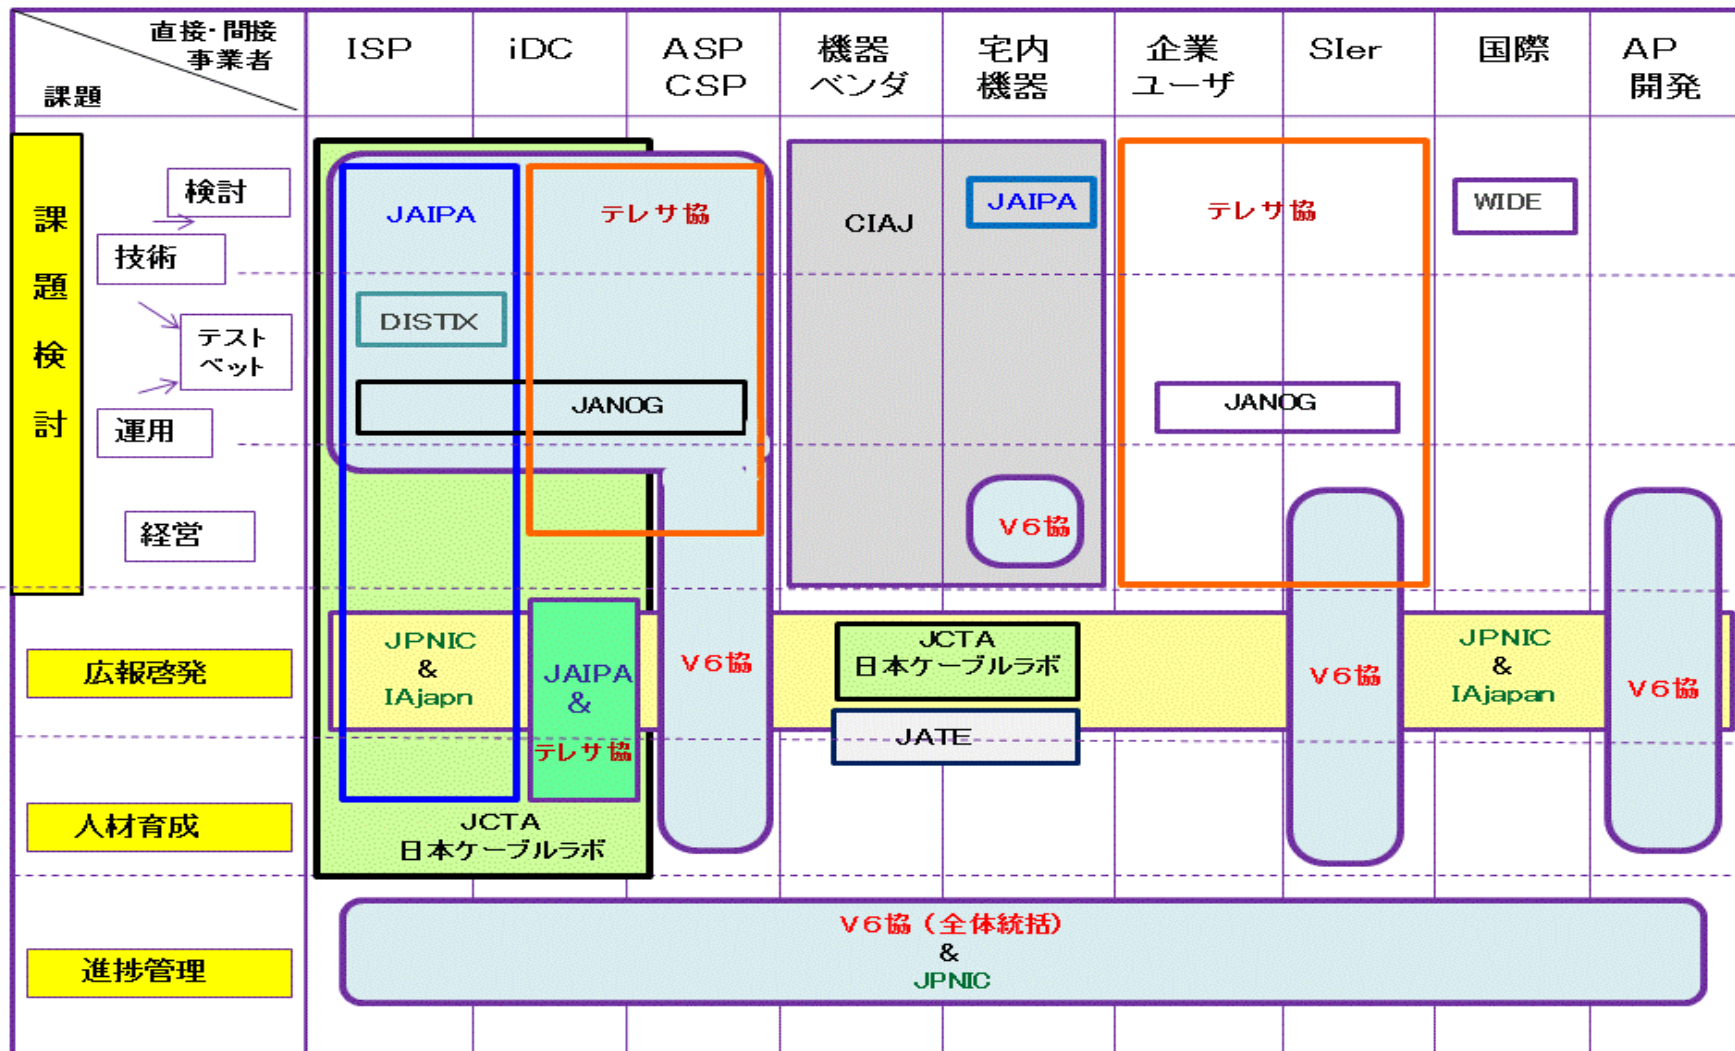 直接・間接
事業者
課題
ISP
iDC
ASP
CSP
機器
ベンダ
宅内
機器
企業
ユーザ
SIer
国際
AP
開発
課題検討
検討
技術
テスト
ベット
運用
経営
JAIPA
テレサ協
CIAJ
JAIPA
テレサ協
WIDE
DISTIX
JANOG
JANOG
V6協
広報啓発
JPNIC
&
IAjapn
JAIPA
&
テレサ協
V6協
JCTA
日本ケーブルラボ
JATE
V6協
JPNIC
&
IAjapan
V6協
人材育成
JCTA
日本ケーブルラボ
進捗管理
V6協（全体統括）
&
JPNIC